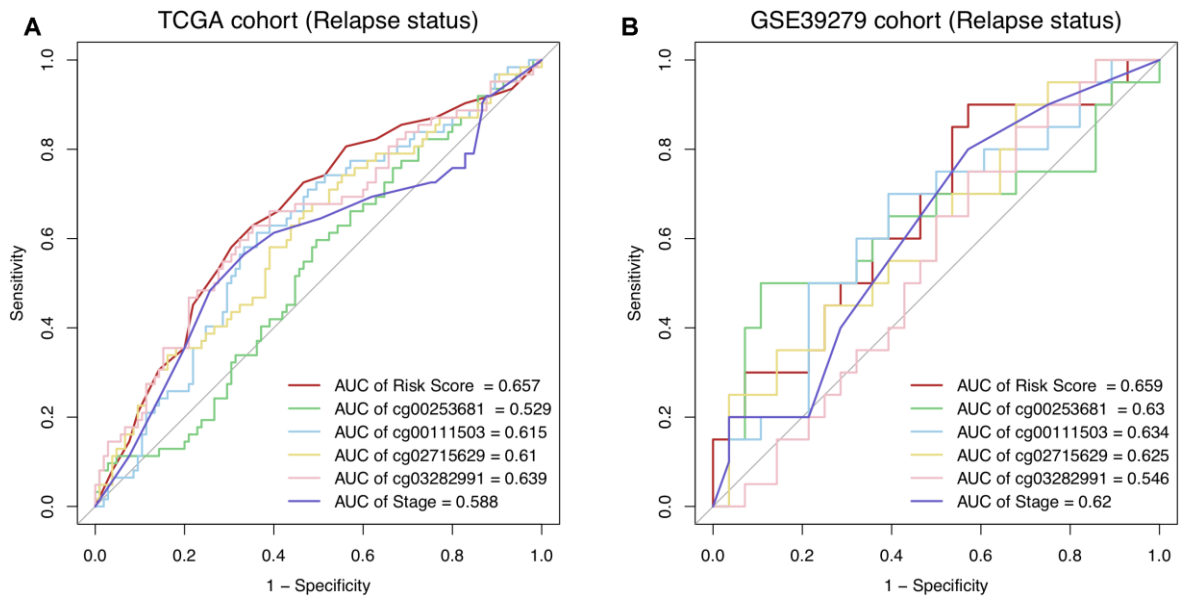 A
TCGA cohort (Relapse status)
1.0
0.8
0.6
0.4
0.2
0.0
Sensitivity
AUC of Risk Score = 0.657
AUC of cg00253681 = 0.529
AUC of cg00111503 = 0.615
AUC of cg02715629 = 0.61
AUC of cg03282991 = 0.639
AUC of Stage = 0.588
0.0 0.2 0.4 0.6 0.8 1.0
1 – Specificity
B
GSE39279 cohort (Relapse status)
1.0
0.8
0.6
0.4
0.2
0.0
Sensitivity
AUC of Risk Score = 0.659
AUC of cg00253681 = 0.63
AUC of cg00111503 = 0.634
AUC of cg02715629 = 0.625
AUC of cg03282991 = 0.546
AUC of Stage = 0.62
0.0 0.2 0.4 0.6 0.8 1.0
1 – Specificity